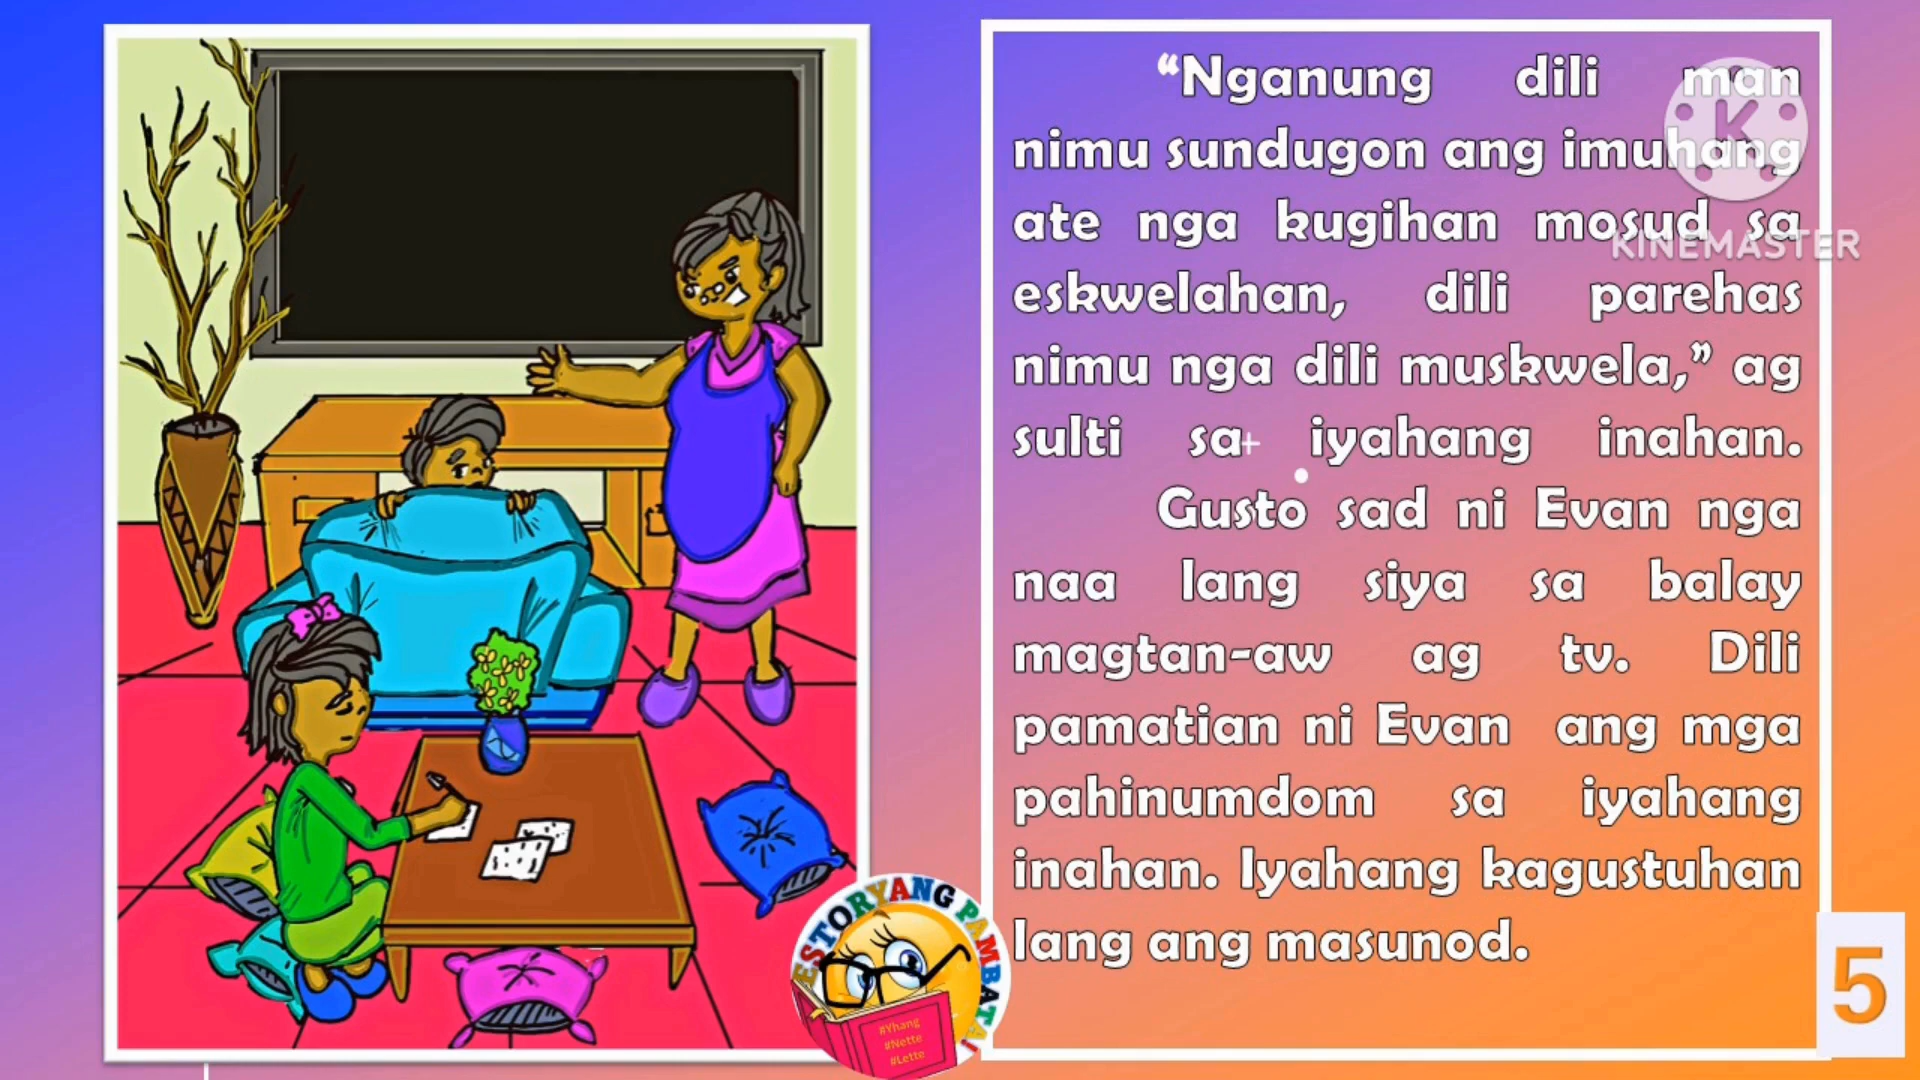 “Nganung dili man
nimu sundugon ang imuhang
ate nga kugihan mosud sa
eskwelahan, dili parehas
nimu nga dili muskwela,” ag
sulti sa iyahang inahan.
Gusto sad ni Evan nga
naa lang siya sa balay
magtan-aw ag tv. Dili
pamatian ni Evan ang mga
pahinumdom sa iyahang
inahan. Iyahang kagustuhan
lang ang masunod.
K
KINEMASTER
ESTORYANG PAMBATA!
#Yhang
#Nette
#Lette
5